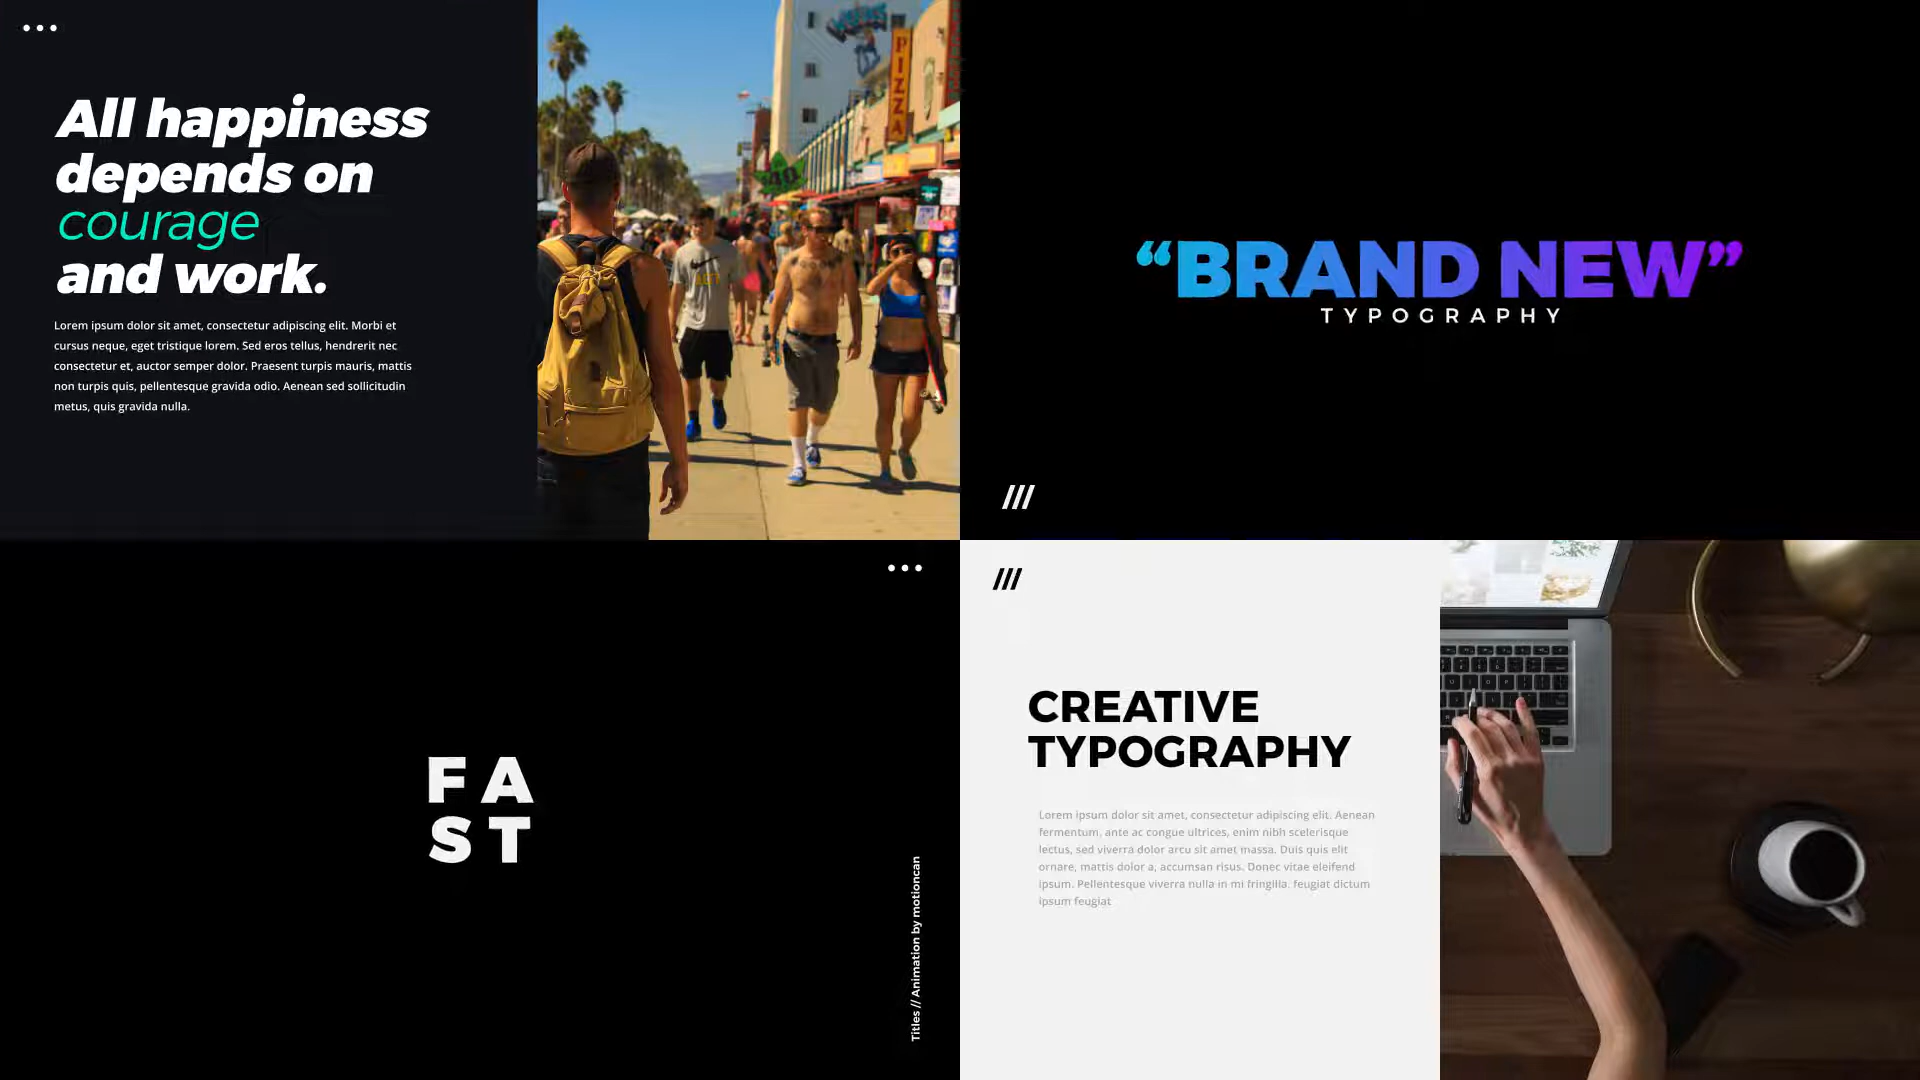 All happiness
depends on
courage
and work.
Lorem ipsum dolor sit amet, consectetur adipiscing elit. Morbi et
cursus neque, eget tristique lorem. Sed eros tellus, hendrerit nec
consectetur et, auctor semper dolor. Praesent turpis mauris, mattis
non turpis quis, pellentesque gravida odio. Aenean sed sollicitudin
metus, quis gravida nulla.
PIZZA
“BRAND NEW”
TYPOGRAPHY
///
FA
ST
Titles // Animation by motioncan
///
CREATIVE
TYPOGRAPHY
Lorem ipsum dolor sit amet, consectetur adipiscing elit. Aenean
fermentum, ante ac congue ultrices, enim nibh scelerisque
lectus, sed viverra dolor arcu sit amet massa. Duis quis elit
ornare, mattis dolor a, accumsan risus. Donec vitae eleifend
ipsum. Pellentesque viverra nulla in mi fringilla. feugiat dictum
ipsum feugiat